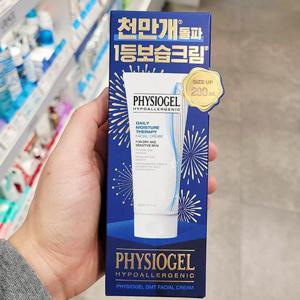 천만개 돌파
1등보습크림
SIZE UP
200mL
PHYSIOGEL
HYPOALLERGENIC
DAILY
MOISTURE
THERAPY
FACIAL CREAM
FOR DRY AND
SENSITIVE SKIN
PHYSIOGEL
HYPOALLERGENIC
PHYSIOGEL DMT FACIAL CREAM